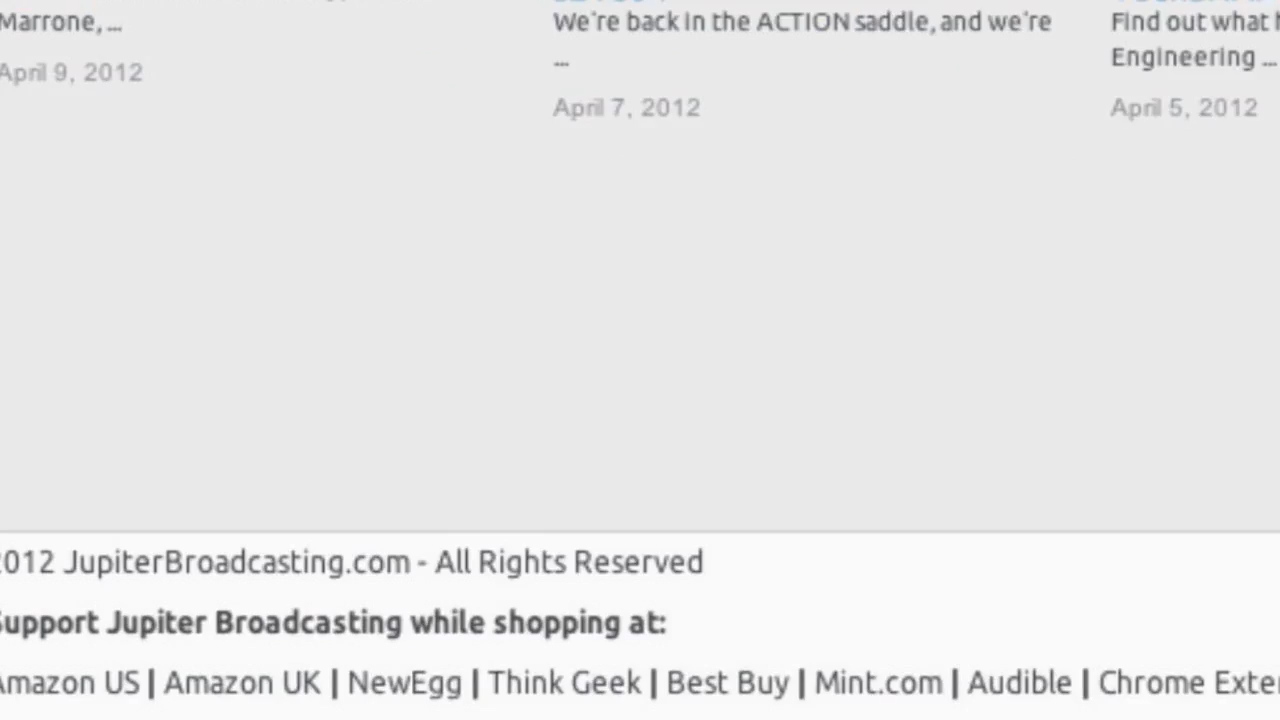 Marrone, ...
April 9, 2012
We're back in the ACTION saddle, and we're
...
April 7, 2012
Find out what
Engineering ...
April 5, 2012
2012 JupiterBroadcasting.com - All Rights Reserved
Support Jupiter Broadcasting while shopping at:
Amazon US | Amazon UK | NewEgg | Think Geek | Best Buy | Mint.com | Audible | Chrome Exter